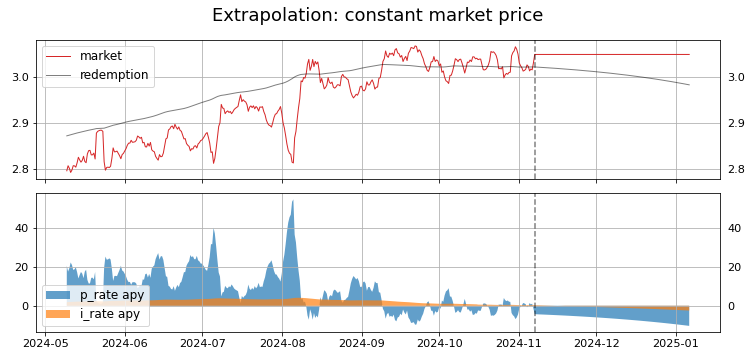 Extrapolation: constant market price
market
redemption
3.0 3.0
2.9 2.9
2.8 2.8
40 40
20 20
0 0
p_rate apy
i_rate apy
2024-05 2024-06 2024-07 2024-08 2024-09 2024-10 2024-11 2024-12 2025-01